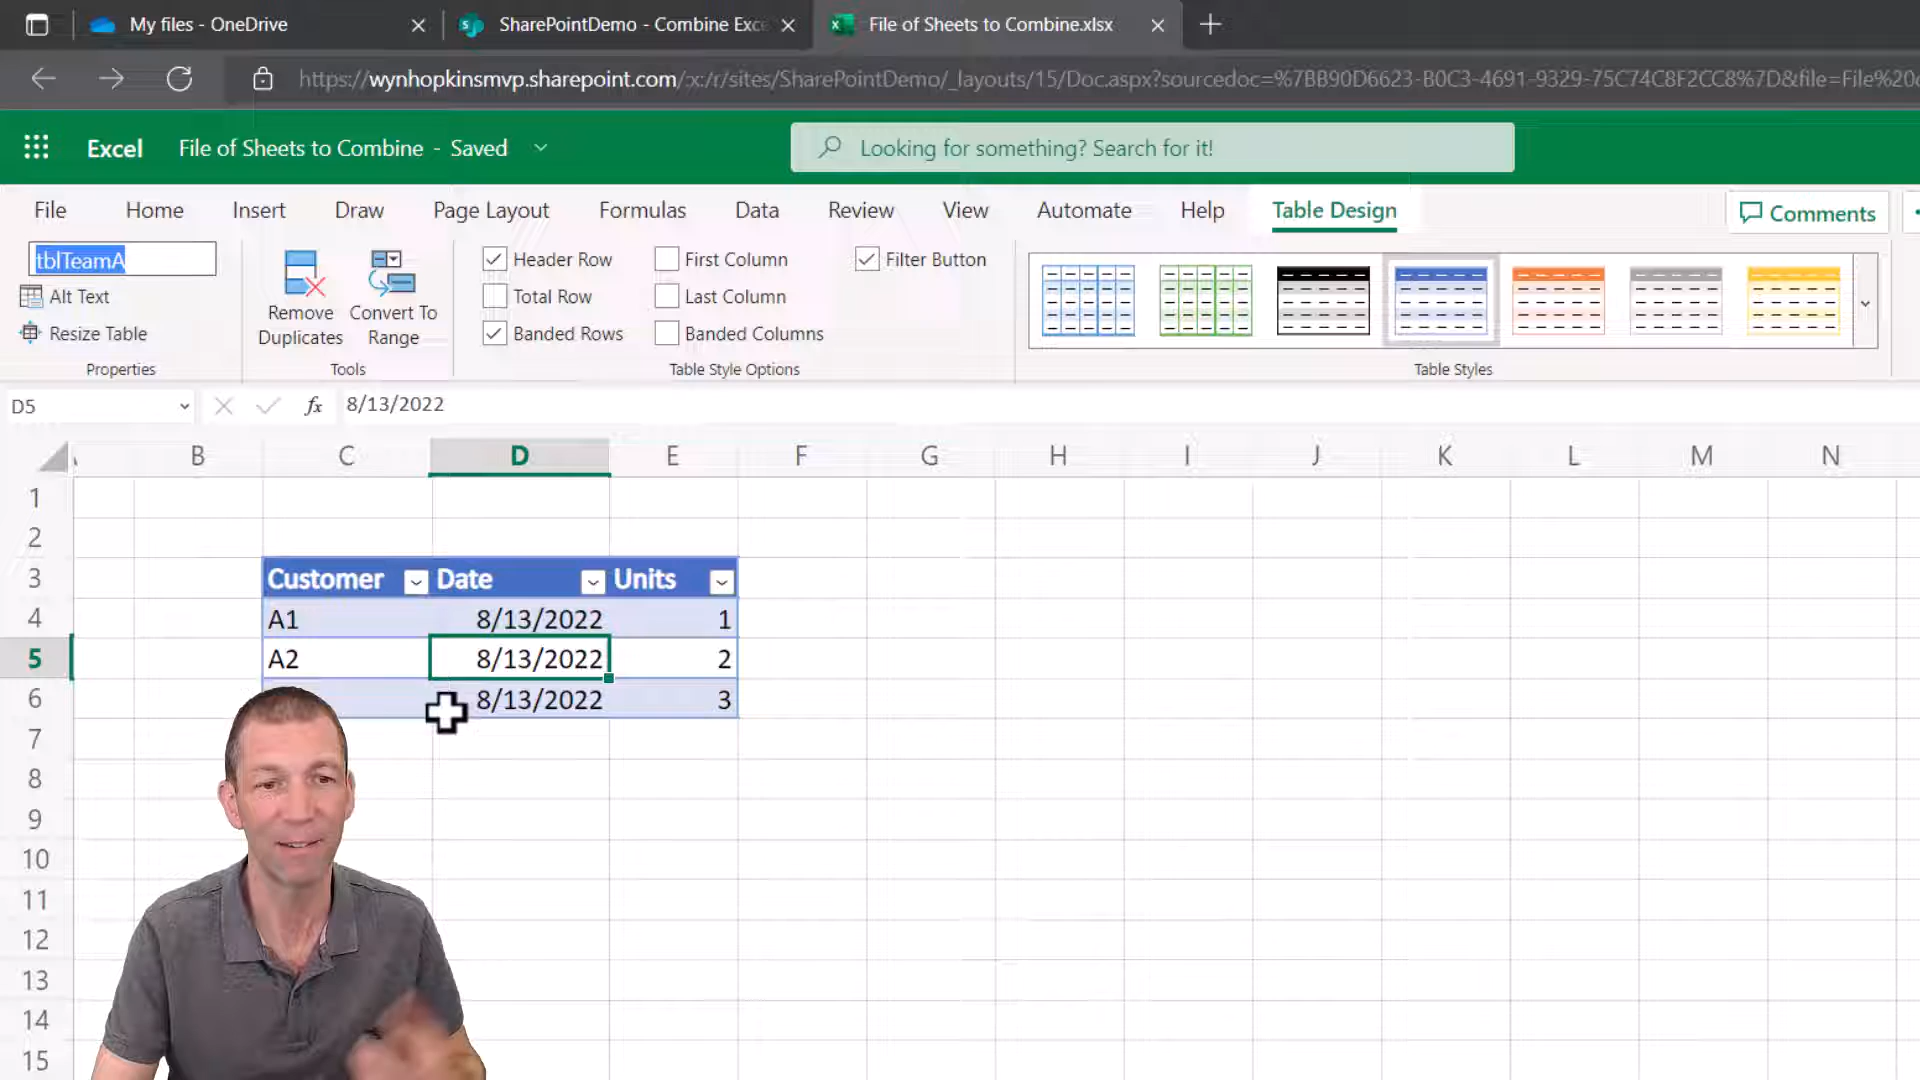 My files - OneDrive
SharePointDemo - Combine Exc
File of Sheets to Combine.xlsx
https://wynhopkinsmvp.sharepoint.com/:x:/r/sites/SharePointDemo/_layouts/15/Doc.aspx?sourcedoc=%7BB90D6623-B0C3-4691-9329-75C74C8F2CC8%7D&file=File%20
Excel File of Sheets to Combine - Saved
Looking for something? Search for it!
File Home Insert Draw Page Layout Formulas Data Review View Automate Help Table Design Comments
tblTeamA
Alt Text
Resize Table
Properties
Remove Duplicates
Convert To Range
Tools
Header Row First Column Filter Button
Total Row Last Column
Banded Rows Banded Columns
Table Style Options
Table Styles
D5 fx 8/13/2022
B C D E F G H I J K L M N
1
2
3 Customer Date Units
4 A1 8/13/2022 1
5 A2 8/13/2022 2
6 8/13/2022 3
7
8
9
10
11
12
13
14
15